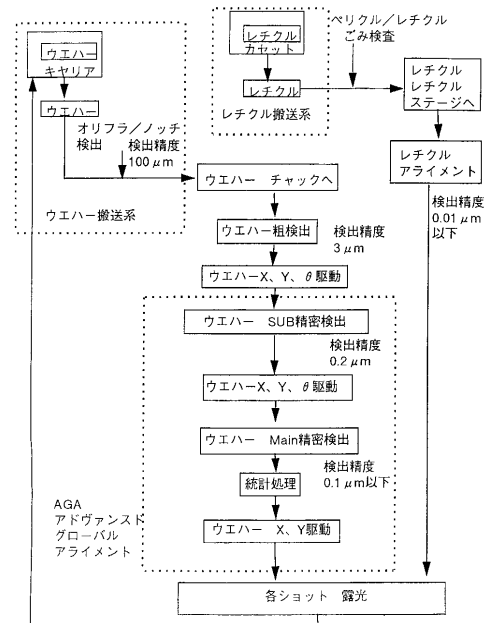 ウエハー
キヤリア
ウエハー
オリフラ/ノッチ
検出
検出精度
100μm
ウエハー搬送系
レチクル
カセット
レチクル
レチクル搬送系
ペリクル/レチクル
ごみ検査
レチクル
レチクル
ステージへ
レチクル
アライメント
検出精度
0.01μm
以下
ウエハー チャックへ
ウエハー粗検出
検出精度
3μm
ウエハーX、Y、θ駆動
ウエハー SUB精密検出
検出精度
0.2μm
ウエハーX、Y、θ駆動
ウエハー Main精密検出
検出精度
0.1μm以下
統計処理
ウエハー X、Y駆動
AGA
アドヴァンスド
グローバル
アライメント
各ショット 露光